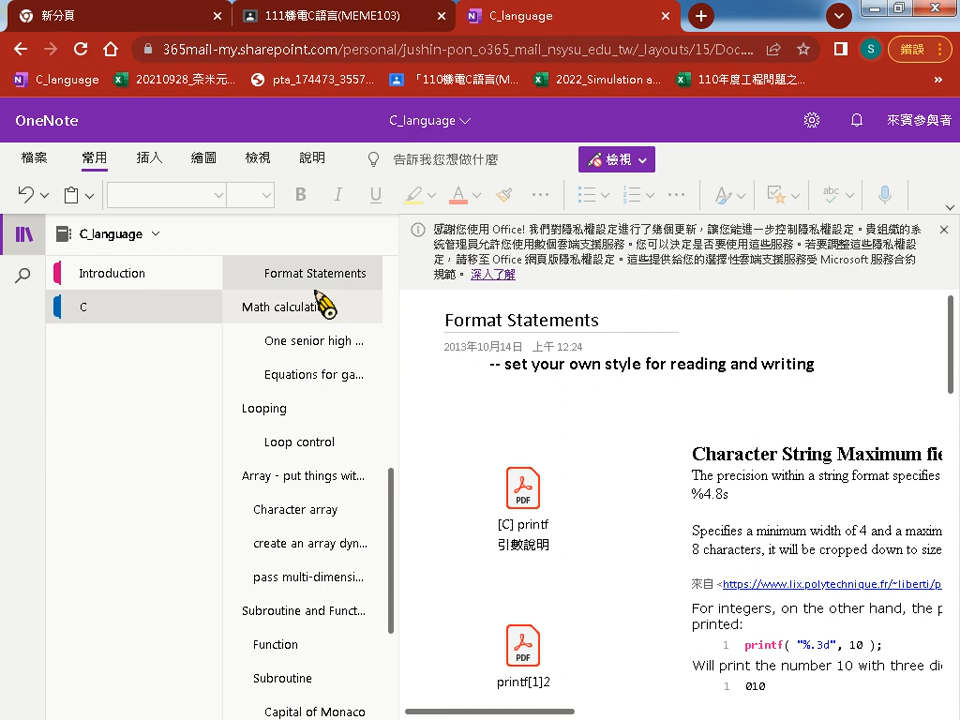 新分頁
111機電C語言(MEME103)
C_language
365mail-my.sharepoint.com/personal/jushin-pon_o365_mail_nsysu_edu_tw/_layouts/15/Doc...
S
錯誤
C_language
20210928_奈米元...
pta_174473_3557...
「110機電C語言(M...
2022_Simulation a...
110年度工程問題之...
»
OneNote
C_language
來賓參與者
檔案
常用
插入
繪圖
檢視
說明
告訴我您想做什麼
檢視
B I U A abc
C_language
Introduction
C
Format Statements
Math calculati
One senior high ...
Equations for ga...
Looping
Loop control
Array - put things wit...
Character array
create an array dyn...
pass multi-dimensi...
Subroutine and Funct...
Function
Subroutine
Capital of Monaco
感謝您使用 Office! 我們對隱私權設定進行了幾個更新，讓您能進一步控制隱私權設定。貴組織的系
統管理員允許您使用數個雲端支援服務。您可以決定是否要使用這些服務。若要調整這些隱私權設
定，請移至 Office 網頁版隱私權設定。這些提供給您的選擇性雲端支援服務受 Microsoft 服務合約
規範。 深入了解
Format Statements
2013年10月14日 上午 12:24
-- set your own style for reading and writing
PDF
[C] printf
引數說明
PDF
printf[1]2
Character String Maximum fie
The precision within a string format specifies
%4.8s
Specifies a minimum width of 4 and a maxim
8 characters, it will be cropped down to size
來自 <https://www.lix.polytechnique.fr/~liberti/p
For integers, on the other hand, the p
printed:
1 printf( "%.3d", 10 );
Will print the number 10 with three di
1 010